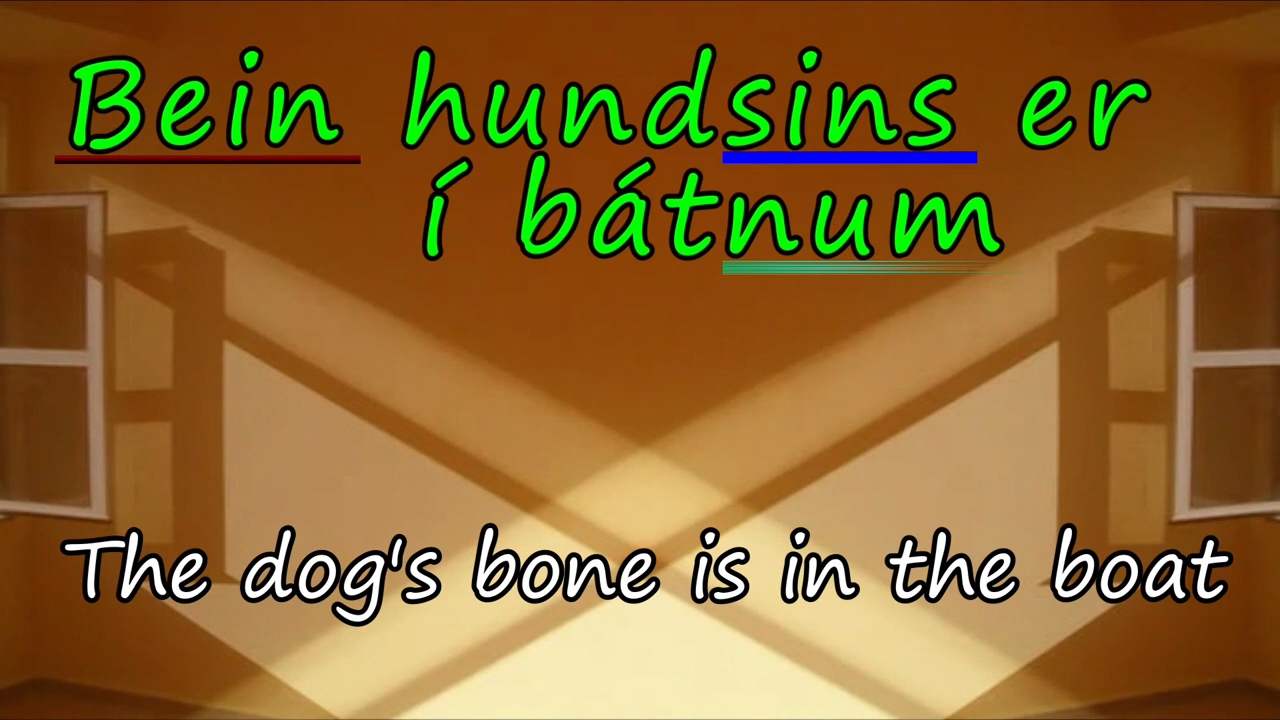 Bein hundsins er
í bátnum
The dog's bone is in the boat